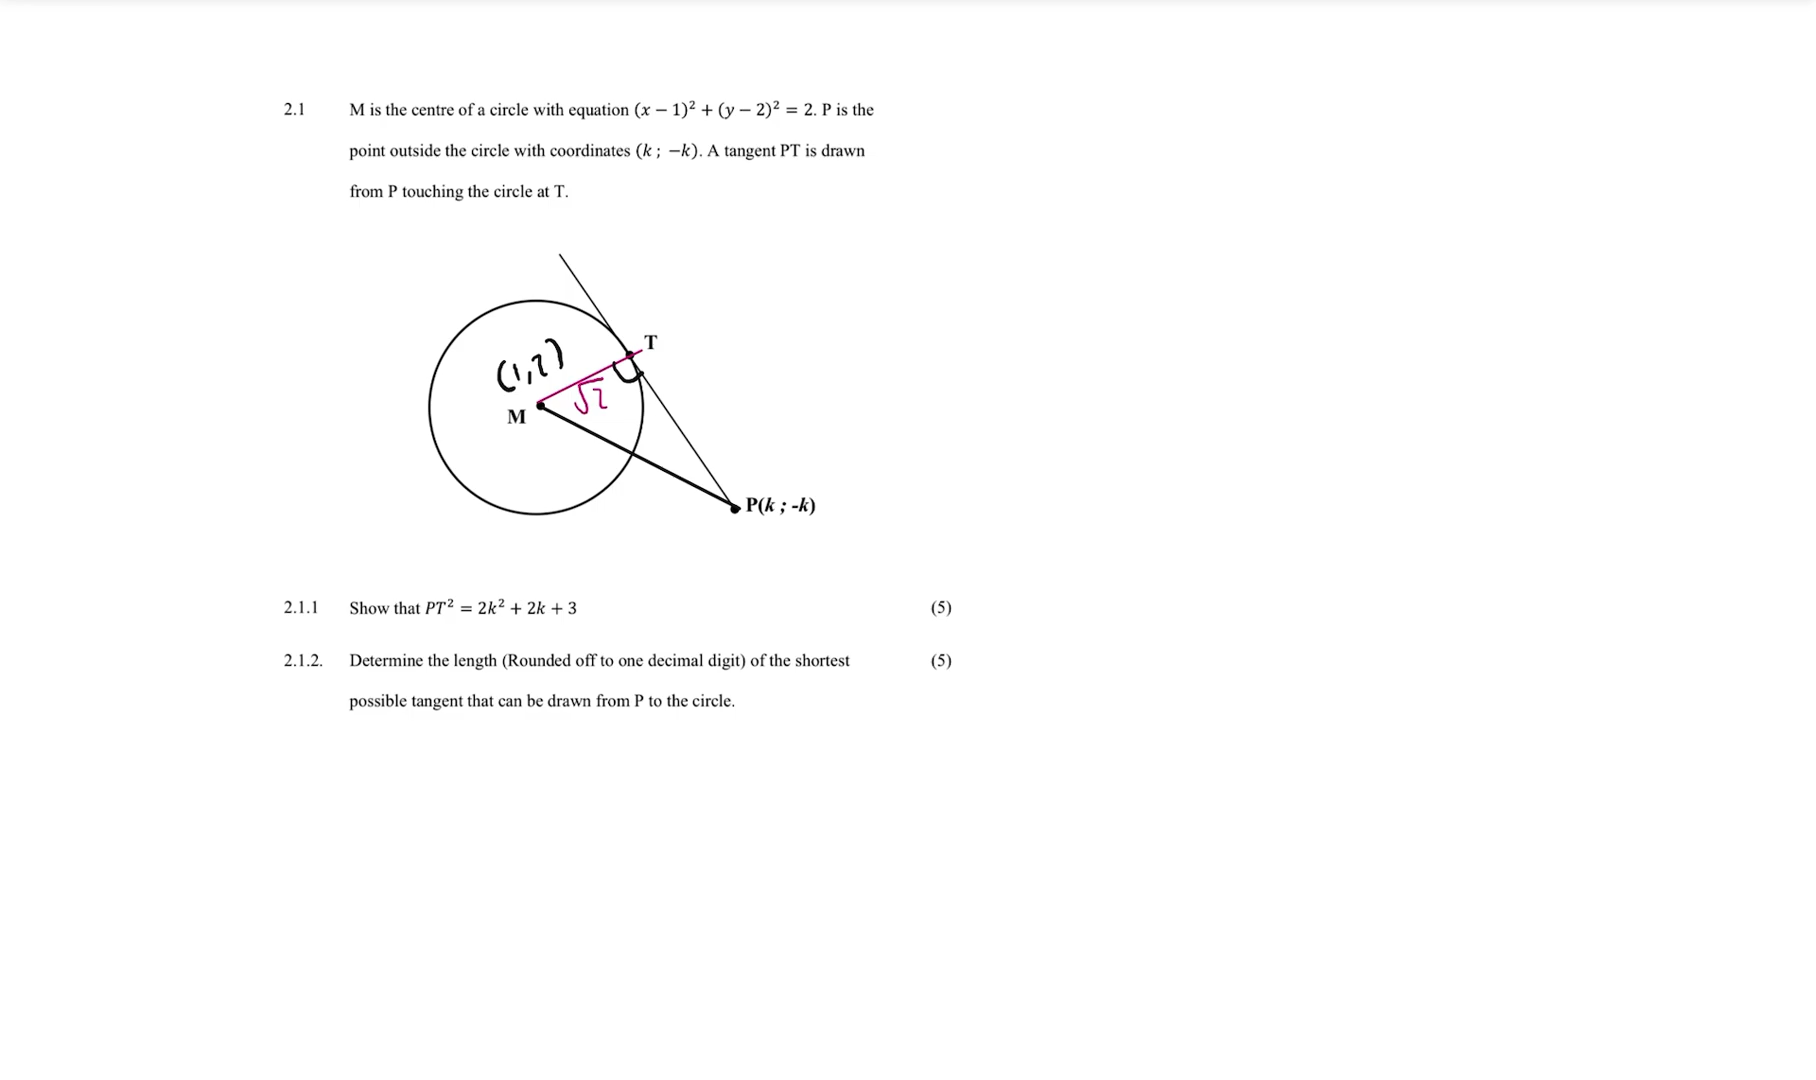 2.1 M is the centre of a circle with equation (x − 1)² + (y − 2)² = 2. P is the
point outside the circle with coordinates (k ; −k). A tangent PT is drawn
from P touching the circle at T.
T
(1,2)
√2
M
P(k ; -k)
2.1.1 Show that PT² = 2k² + 2k + 3 (5)
2.1.2. Determine the length (Rounded off to one decimal digit) of the shortest (5)
possible tangent that can be drawn from P to the circle.